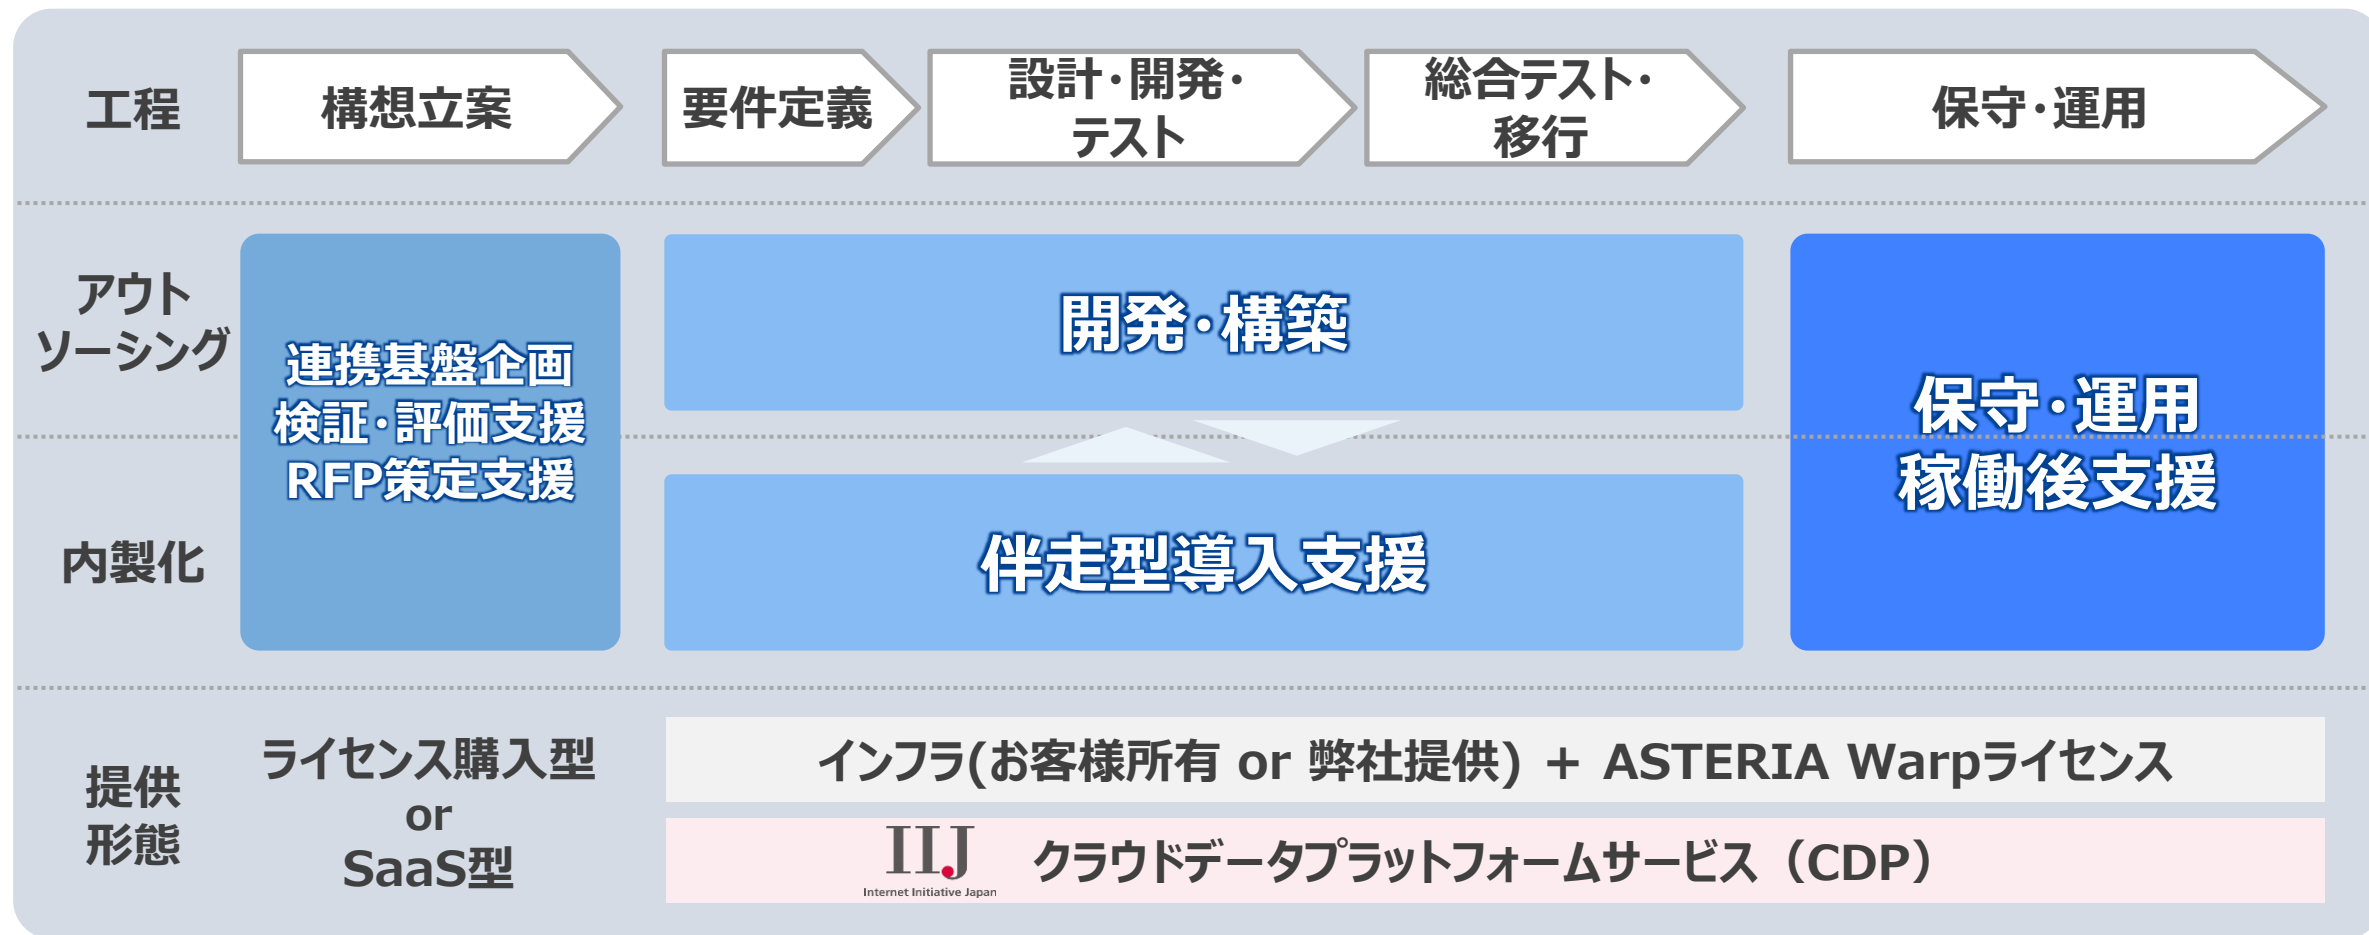 工程
構想立案
要件定義
設計・開発・
テスト
総合テスト・
移行
保守・運用
アウト
ソーシング
連携基盤企画
検証・評価支援
RFP策定支援
開発・構築
保守・運用
稼働後支援
内製化
伴走型導入支援
提供
形態
ライセンス購入型
or
SaaS型
インフラ(お客様所有 or 弊社提供) + ASTERIA Warpライセンス
IIJ
Internet Initiative Japan
クラウドデータプラットフォームサービス（CDP）